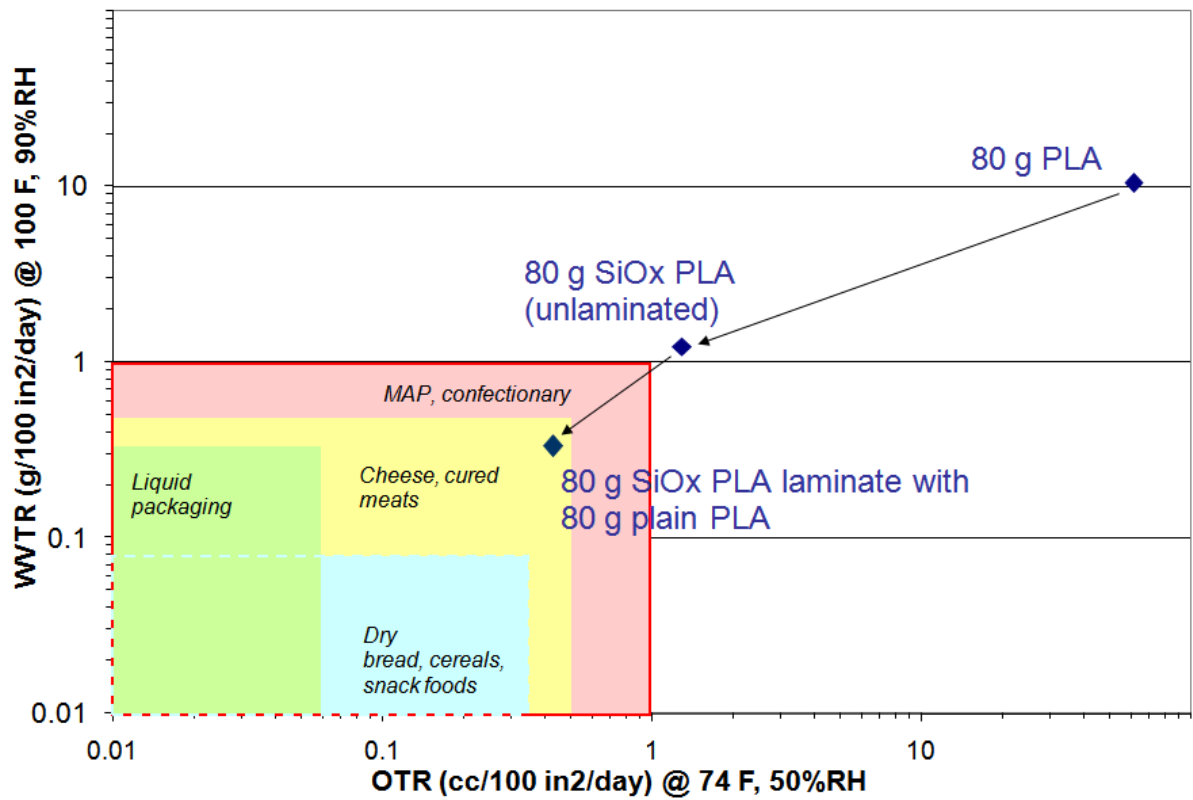 WVTR (g/100 in2/day) @ 100 F, 90%RH
10
1
0.1
0.01
80 g PLA
80 g SiOx PLA
(unlaminated)
MAP, confectionary
Liquid
packaging
Cheese, cured
meats
80 g SiOx PLA laminate with
80 g plain PLA
Dry
bread, cereals,
snack foods
0.01
0.1
1
10
OTR (cc/100 in2/day) @ 74 F, 50%RH